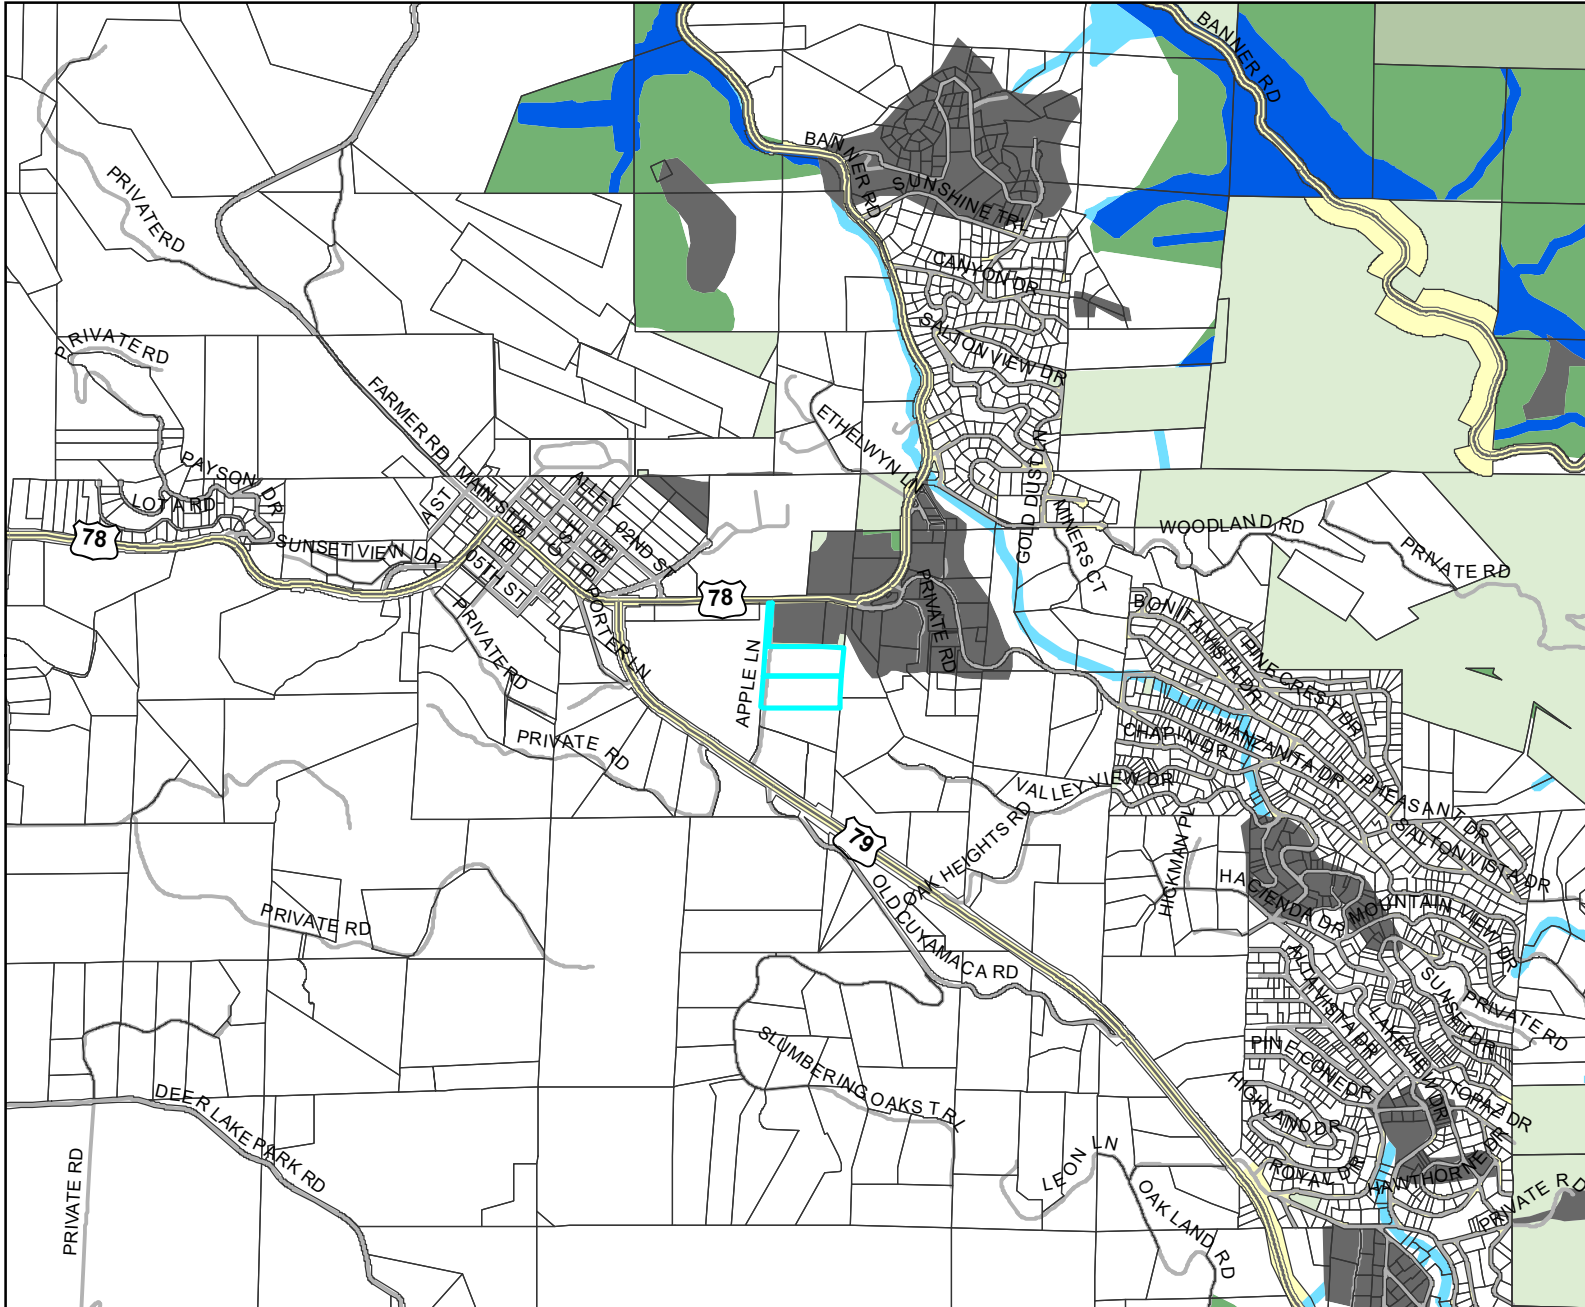 BANNER RD
BANNER RD
SUNSHINE TRL
PRIVATE RD
CANYON DR
SALTON VIEW DR
PRIVATE RD
FARMER RD
ETHELWYN LN
GOLD DUST LN
PAYSON DR
LOT A RD
MAIN ST
A ST
ALLEY
02ND ST
78
SUNSET VIEW DR
05TH ST
MINERS CT
WOODLAND RD
PRIVATE RD
78
PORTER LN
PRIVATE RD
PRIVATE RD
APPLE LN
BONITA VISTA DR
PINE CREST DR
PRIVATE RD
CHAPIN DR
MANZANITA DR
VALLEY VIEW DR
PHEASANT DR
SALTON VISTA DR
79
OAK HEIGHTS RD
HICKMAN PL
HACIENDA DR
MOUNTAIN VIEW DR
PRIVATE RD
OLD CUYAMACA RD
ALTA VISTA DR
SUNSET DR
PRIVATE RD
LAKEVIEW DR
SLUMBERING OAKS TRL
PINE CONE DR
TOPAZ DR
HIGHLAND DR
DEER LAKE PARK RD
PRIVATE RD
LEON LN
OAK LAND RD
ROYAL DR
HAWTHORNE DR
PRIVATE RD